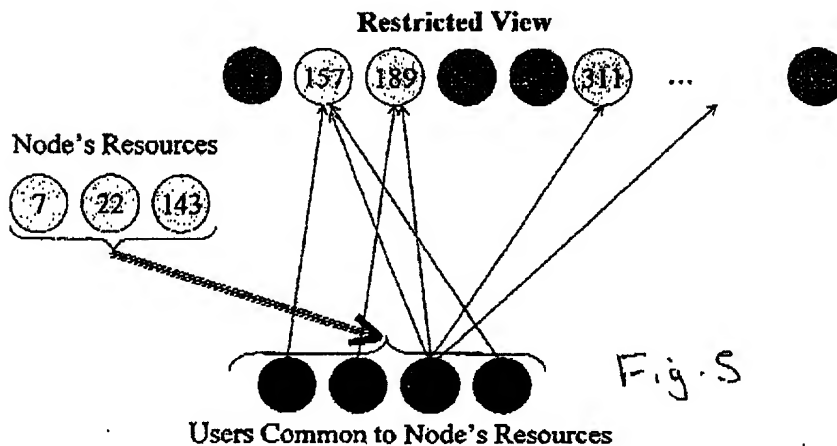 Restricted View
157 189 311 ...
Node's Resources
7 22 143
Fig. 5
Users Common to Node's Resources